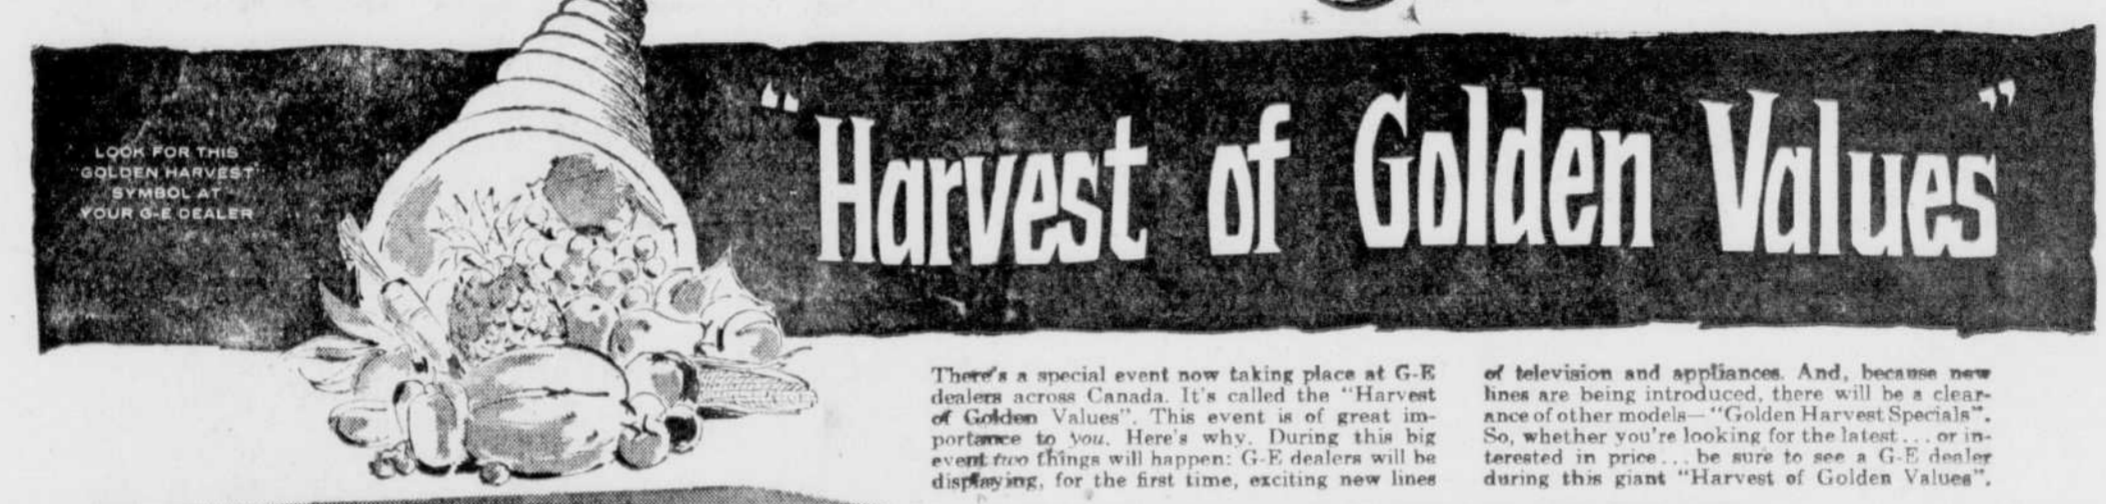 LOOK FOR THIS
GOLDEN HARVEST
SYMBOL AT
YOUR G-E DEALER
"Harvest of Golden Values"
There's a special event now taking place at G-E
dealers across Canada. It's called the "Harvest
of Golden Values". This event is of great im-
portance to you. Here's why. During this big
event two things will happen: G-E dealers will be
displaying, for the first time, exciting new lines
of television and appliances. And, because new
lines are being introduced, there will be a clear-
ance of other models—"Golden Harvest Specials".
So, whether you're looking for the latest... or in-
terested in price... be sure to see a G-E dealer
during this giant "Harvest of Golden Values".